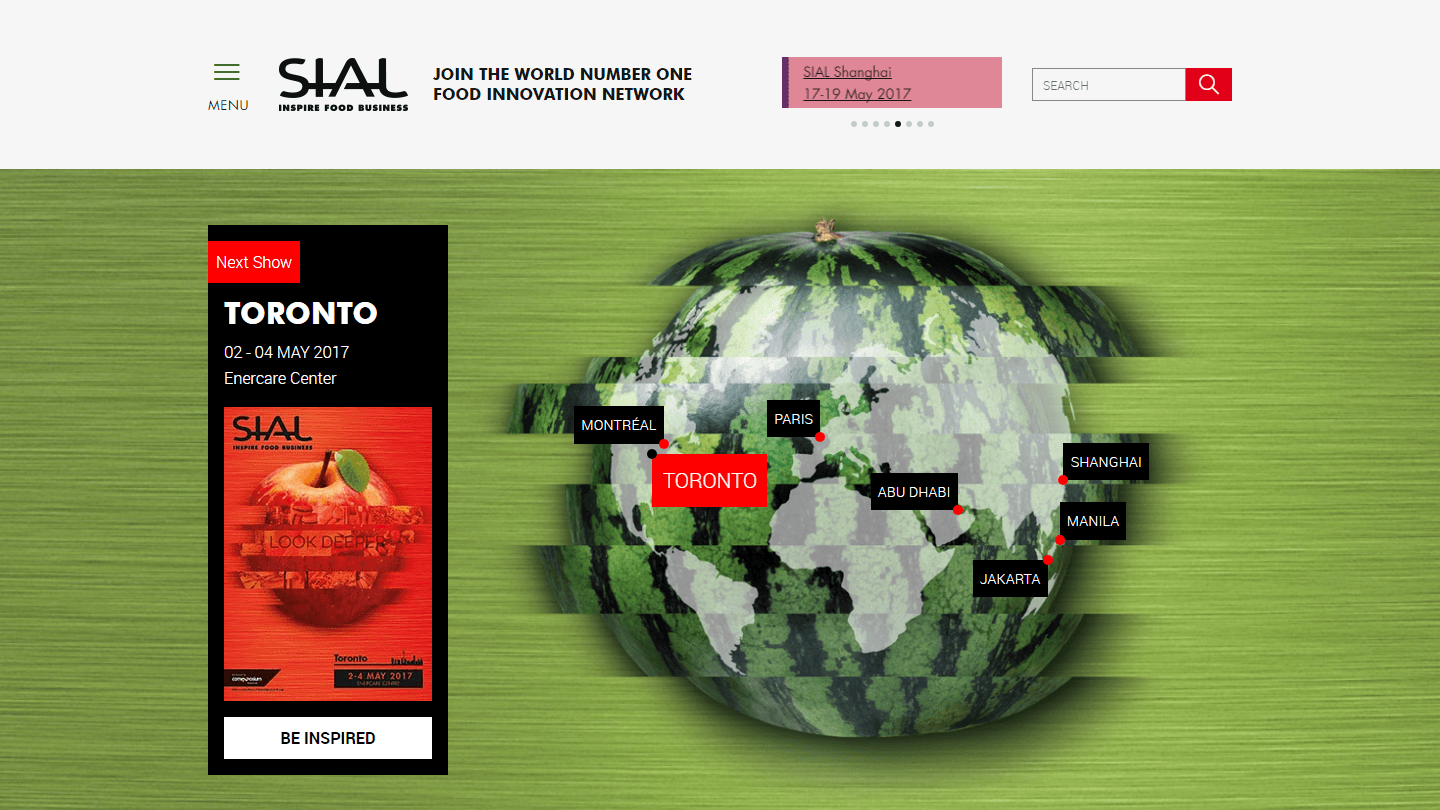 MENU
SIAL
INSPIRE FOOD BUSINESS
JOIN THE WORLD NUMBER ONE
FOOD INNOVATION NETWORK
SIAL Shanghai
17-19 May 2017
SEARCH
Next Show
TORONTO
02 - 04 MAY 2017
Enercare Center
SIAL
INSPIRE FOOD BUSINESS
LOOK DEEPER
Toronto
2-4 MAY 2017
ENERCARE CENTRE
BE INSPIRED
MONTRÉAL
PARIS
TORONTO
ABU DHABI
SHANGHAI
MANILA
JAKARTA